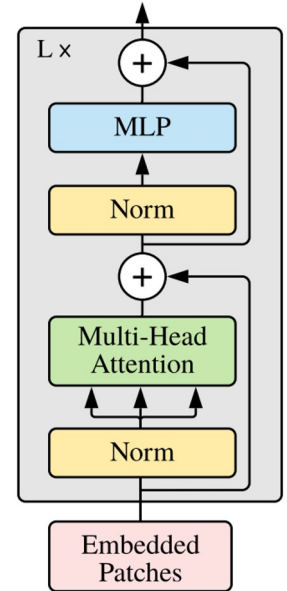 L ×
+
MLP
Norm
+
Multi-Head
Attention
Norm
Embedded
Patches